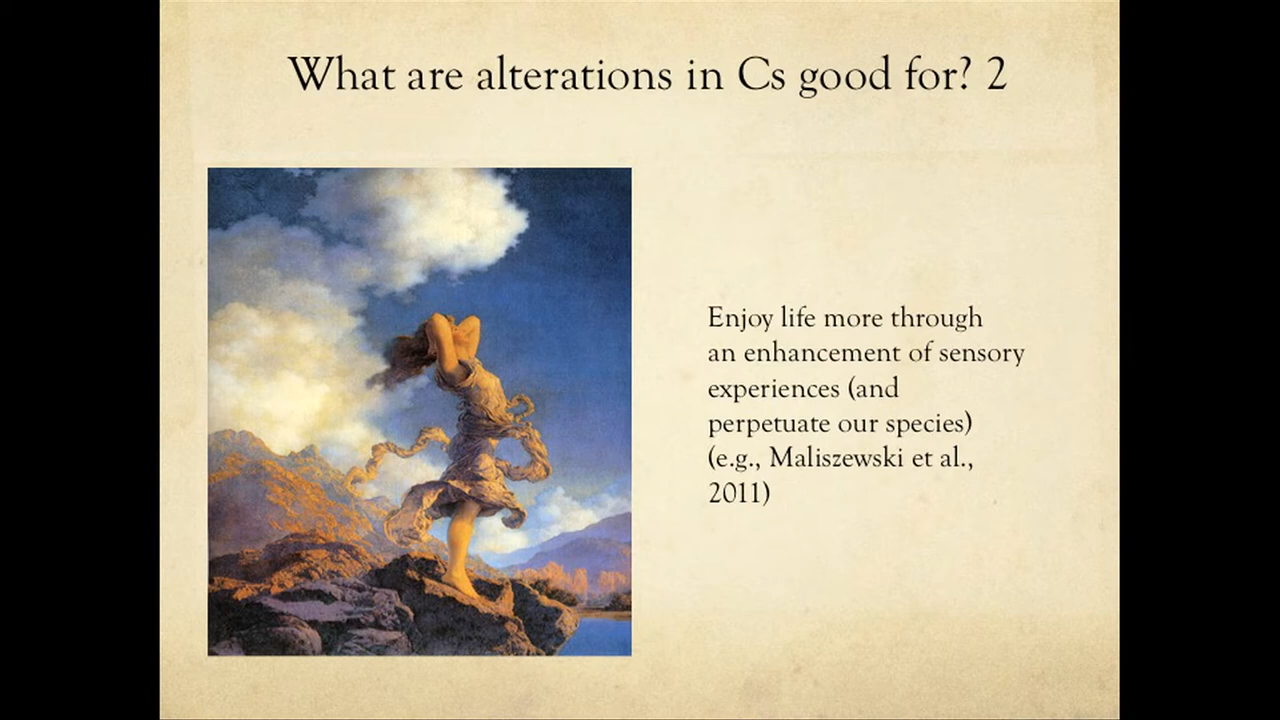 What are alterations in Cs good for? 2
Enjoy life more through
an enhancement of sensory
experiences (and
perpetuate our species)
(e.g., Maliszewski et al.,
2011)